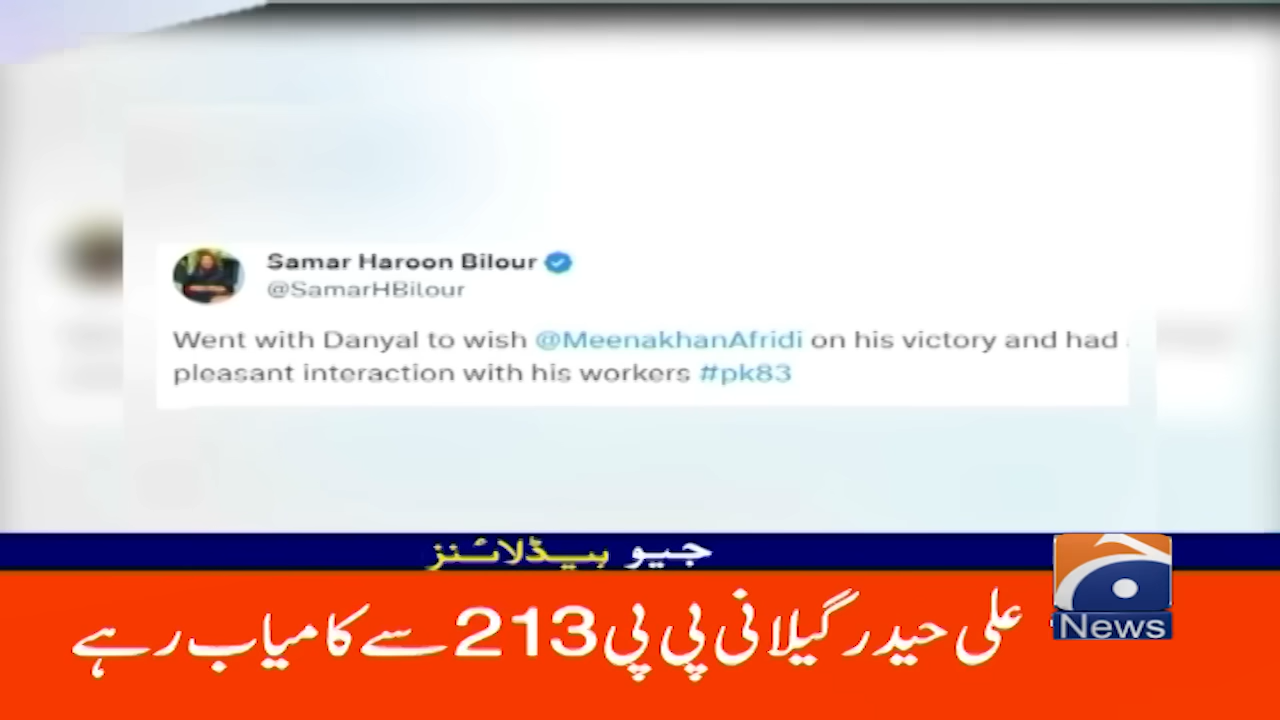 Samar Haroon Bilour
@SamarHBilour
Went with Danyal to wish @MeenakhanAfridi on his victory and had
pleasant interaction with his workers #pk83
جیو ہیڈلائنز
علی حیدر گیلانی پی پی 213 سے کامیاب رہے
News